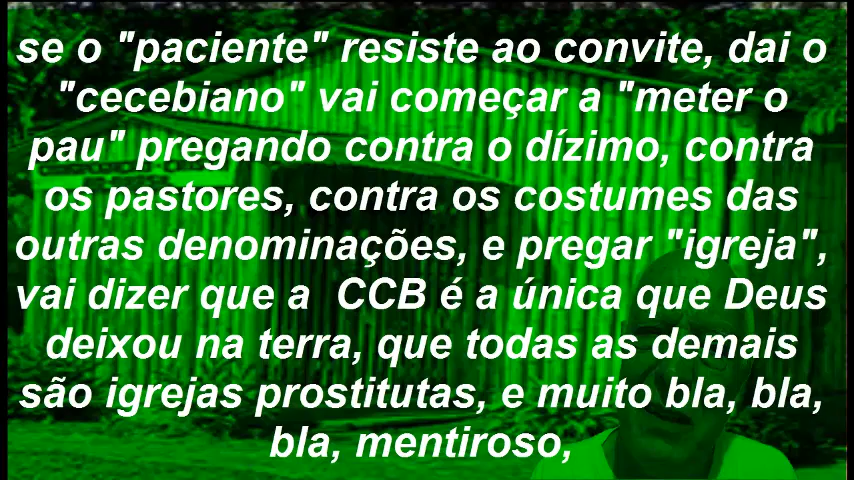 se o "paciente" resiste ao convite, dai o
"cecebiano" vai começar a "meter o
pau" pregando contra o dízimo, contra
os pastores, contra os costumes das
outras denominações, e pregar "igreja",
vai dizer que a  CCB é a única que Deus
deixou na terra, que todas as demais
são igrejas prostitutas, e muito bla, bla,
bla, mentiroso,